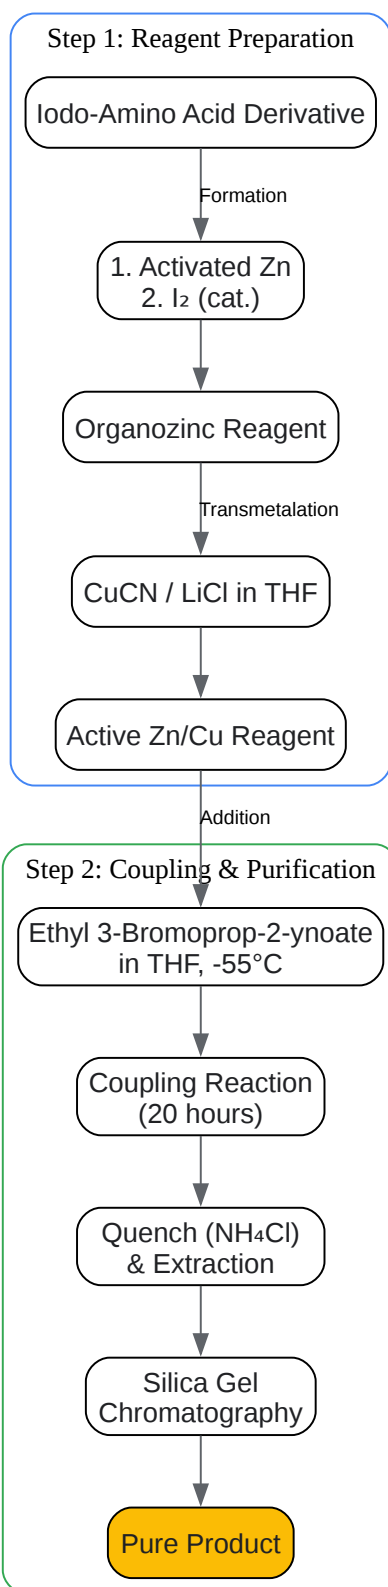 Step 1: Reagent Preparation
Iodo-Amino Acid Derivative
Formation
1. Activated Zn
2. I₂ (cat.)
Organozinc Reagent
Transmetalation
CuCN / LiCl in THF
Active Zn/Cu Reagent
Addition
Step 2: Coupling & Purification
Ethyl 3-Bromoprop-2-ynoate
in THF, -55°C
Coupling Reaction
(20 hours)
Quench (NH₄Cl)
& Extraction
Silica Gel
Chromatography
Pure Product